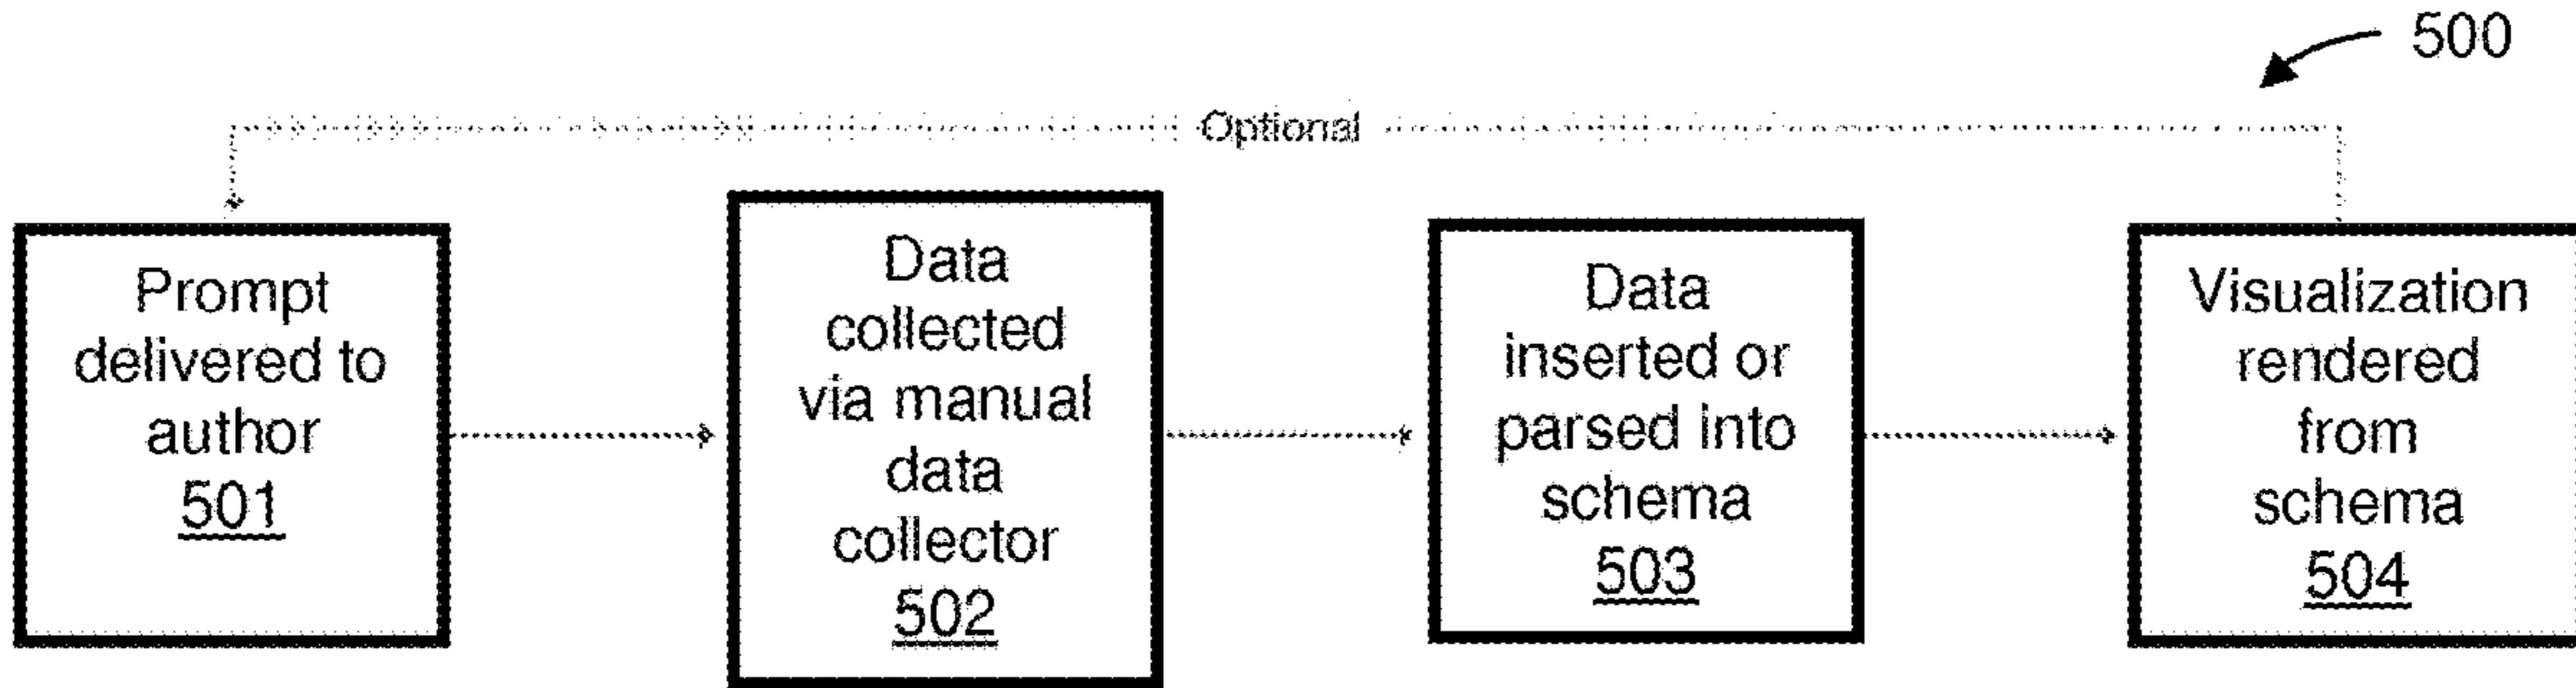 500
Optional
Prompt
delivered to
author
501
Data
collected
via manual
data
collector
502
Data
inserted or
parsed into
schema
503
Visualization
rendered
from
schema
504